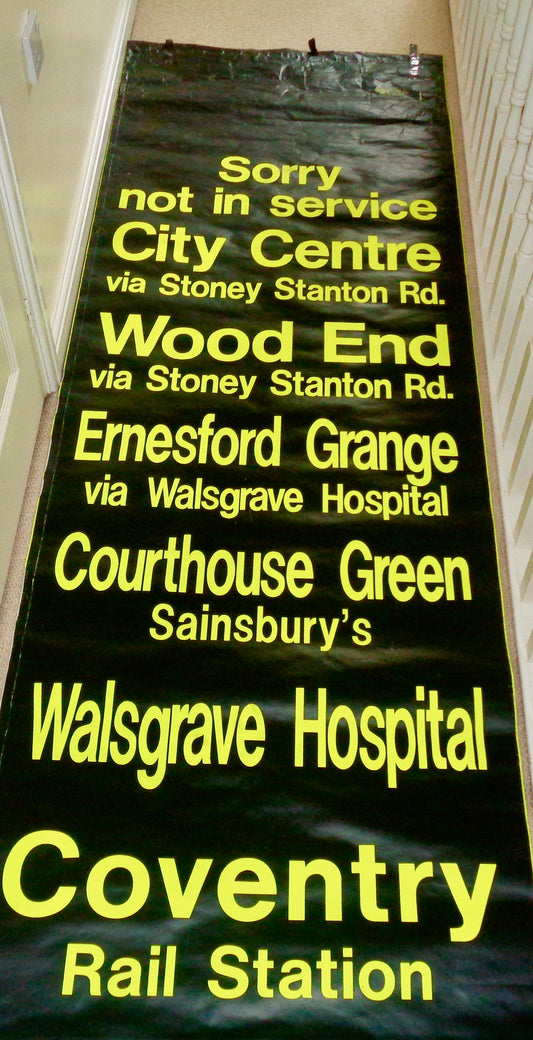 Sorry
not in service
City Centre
via Stoney Stanton Rd.
Wood End
via Stoney Stanton Rd.
Ernesford Grange
via Walsgrave Hospital
Courthouse Green
Sainsbury's
Walsgrave Hospital
Coventry
Rail Station